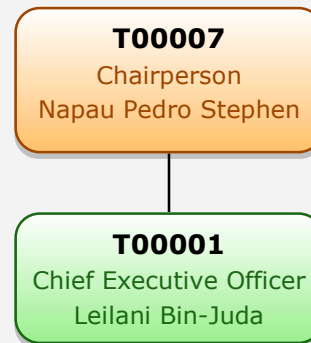 T00007
Chairperson
Napau Pedro Stephen
T00001
Chief Executive Officer
Leilani Bin-Juda